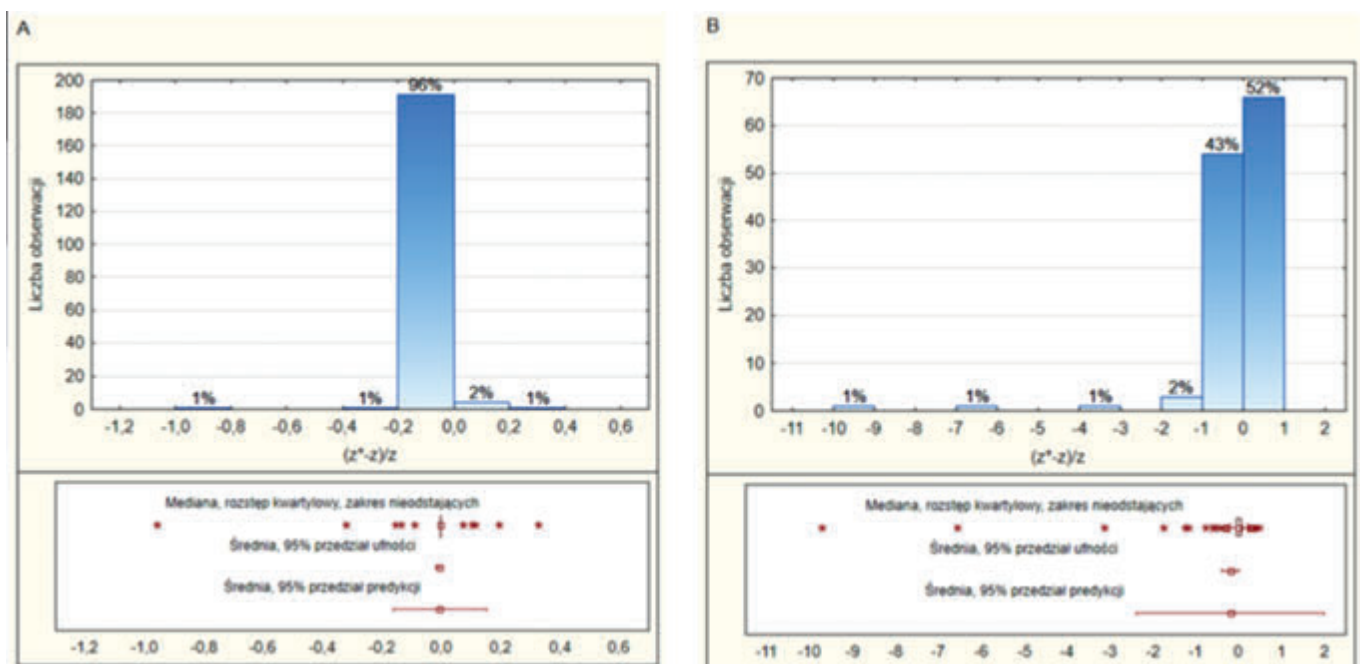 A
200
180
160
140
120
100
80
60
40
20
0
Liczba obserwacji
1%
1%
96%
2%
1%
-1,2 -1,0 -0,8 -0,6 -0,4 -0,2 0,0 0,2 0,4 0,6
(z*-z)/z
Mediana, rozstęp kwartylowy, zakres nieodstających
Średnia, 95% przedział ufności
Średnia, 95% przedział predykcji
-1,2 -1,0 -0,8 -0,6 -0,4 -0,2 0,0 0,2 0,4 0,6
B
70
60
50
40
30
20
10
0
Liczba obserwacji
1%
1%
1%
2%
43%
52%
-11 -10 -9 -8 -7 -6 -5 -4 -3 -2 -1 0 1 2
(z*-z)/z
Mediana, rozstęp kwartylowy, zakres nieodstających
Średnia, 95% przedział ufności
Średnia, 95% przedział predykcji
-11 -10 -9 -8 -7 -6 -5 -4 -3 -2 -1 0 1 2